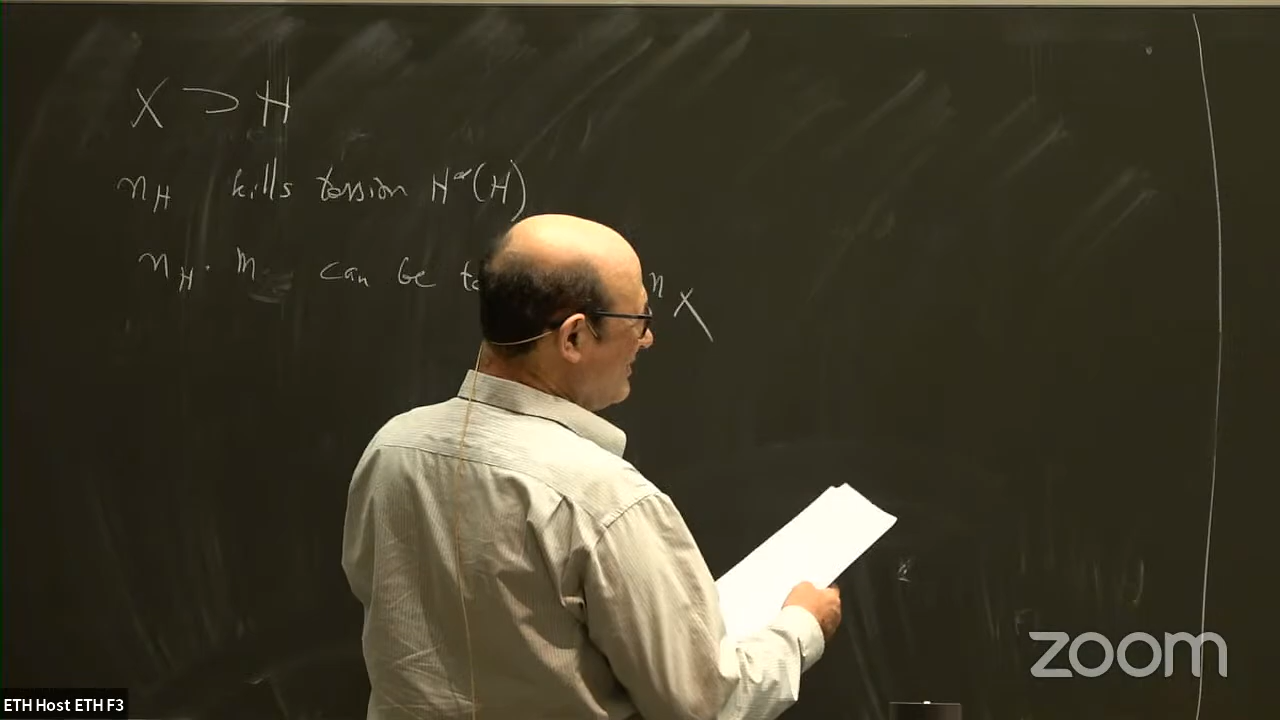 X ⊃ H
n_H kills torsion H*(H)
n_H · m can be
n X
zoom
ETH Host ETH F3